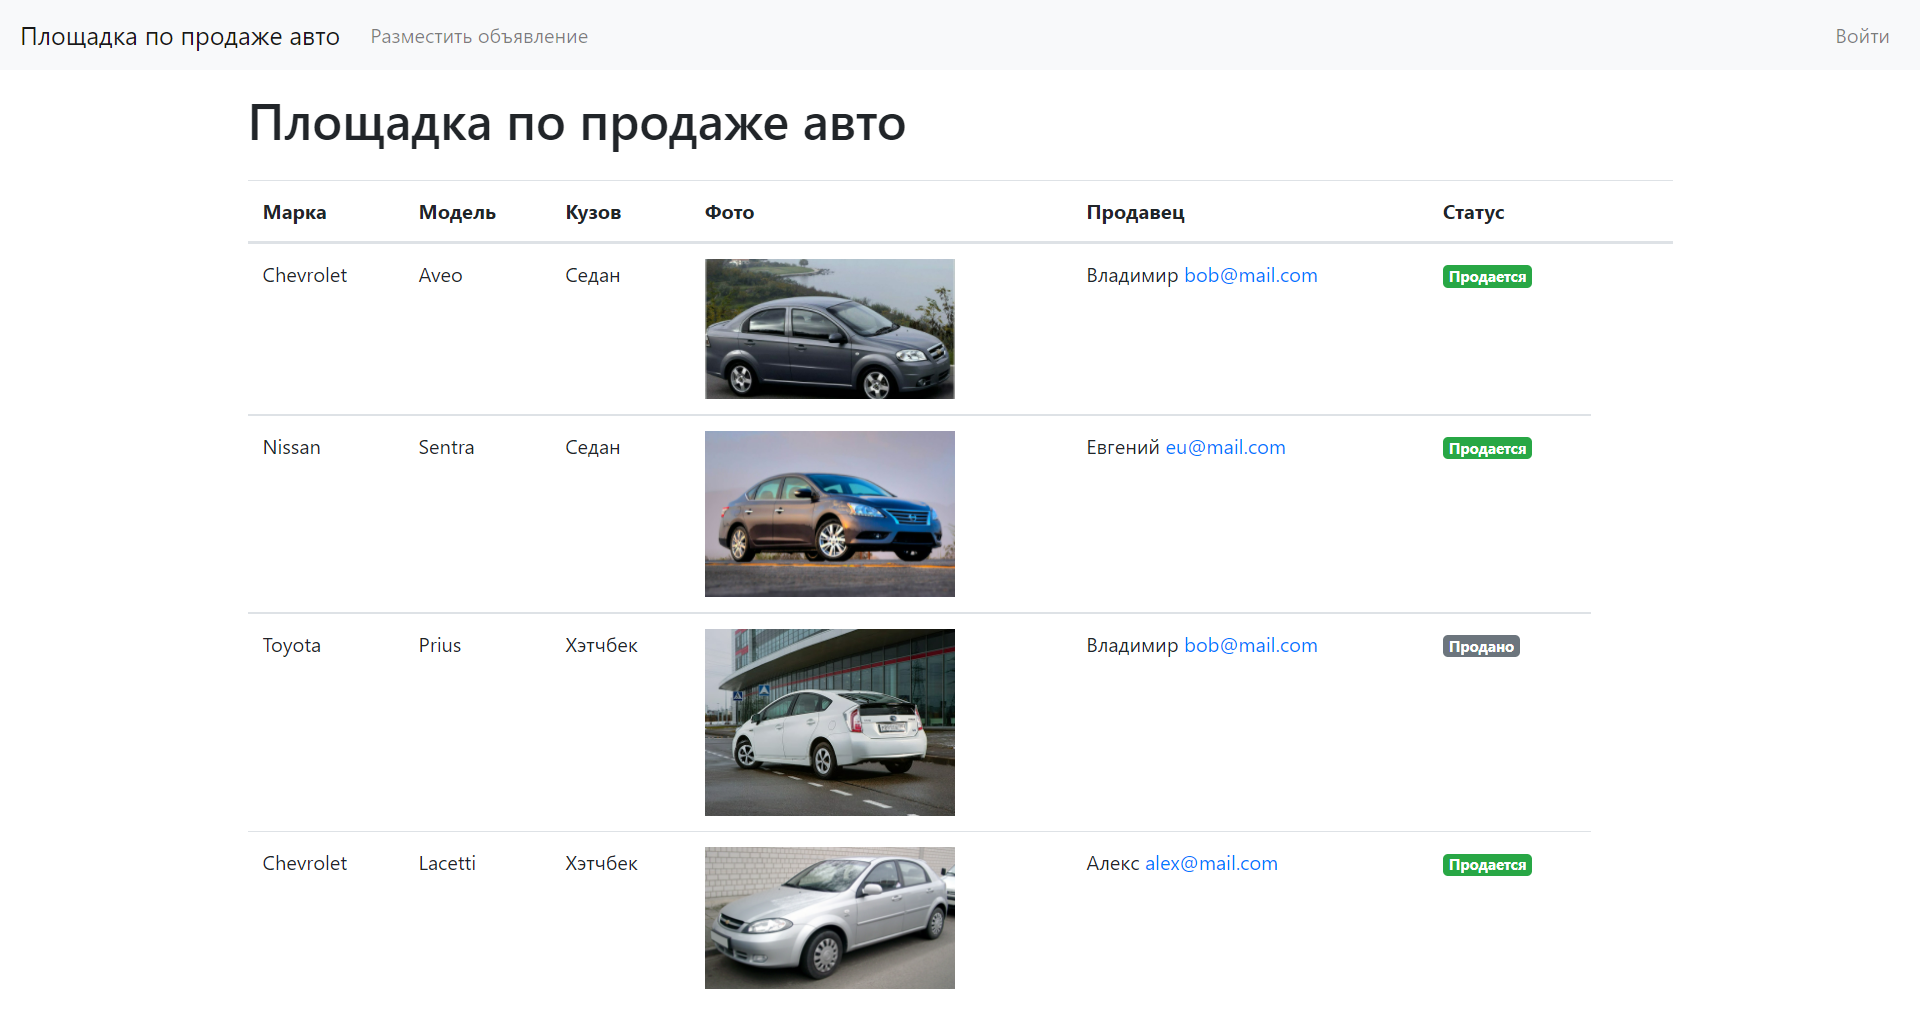 Площадка по продаже авто Разместить объявление Войти
Площадка по продаже авто
Марка Модель Кузов Фото Продавец Статус
Chevrolet Aveo Седан Владимир bob@mail.com Продается
Nissan Sentra Седан Евгений eu@mail.com Продается
Toyota Prius Хэтчбек Владимир bob@mail.com Продано
Chevrolet Lacetti Хэтчбек Алекс alex@mail.com Продается